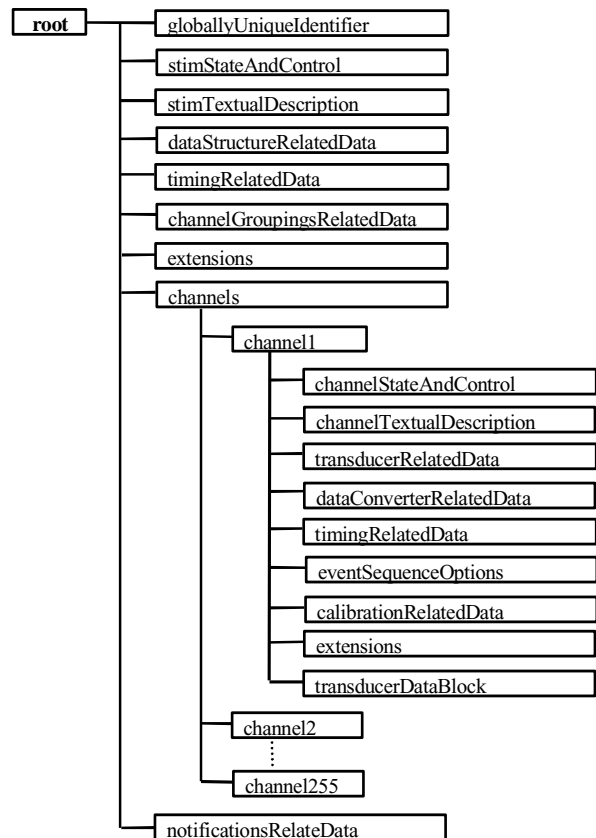 root
globallyUniqueIdentifier
stimStateAndControl
stimTextualDescription
dataStructureRelatedData
timingRelatedData
channelGroupingsRelatedData
extensions
channels
channel1
channelStateAndControl
channelTextualDescription
transducerRelatedData
dataConverterRelatedData
timingRelatedData
eventSequenceOptions
calibrationRelatedData
extensions
transducerDataBlock
channel2
channel255
notificationsRelateData